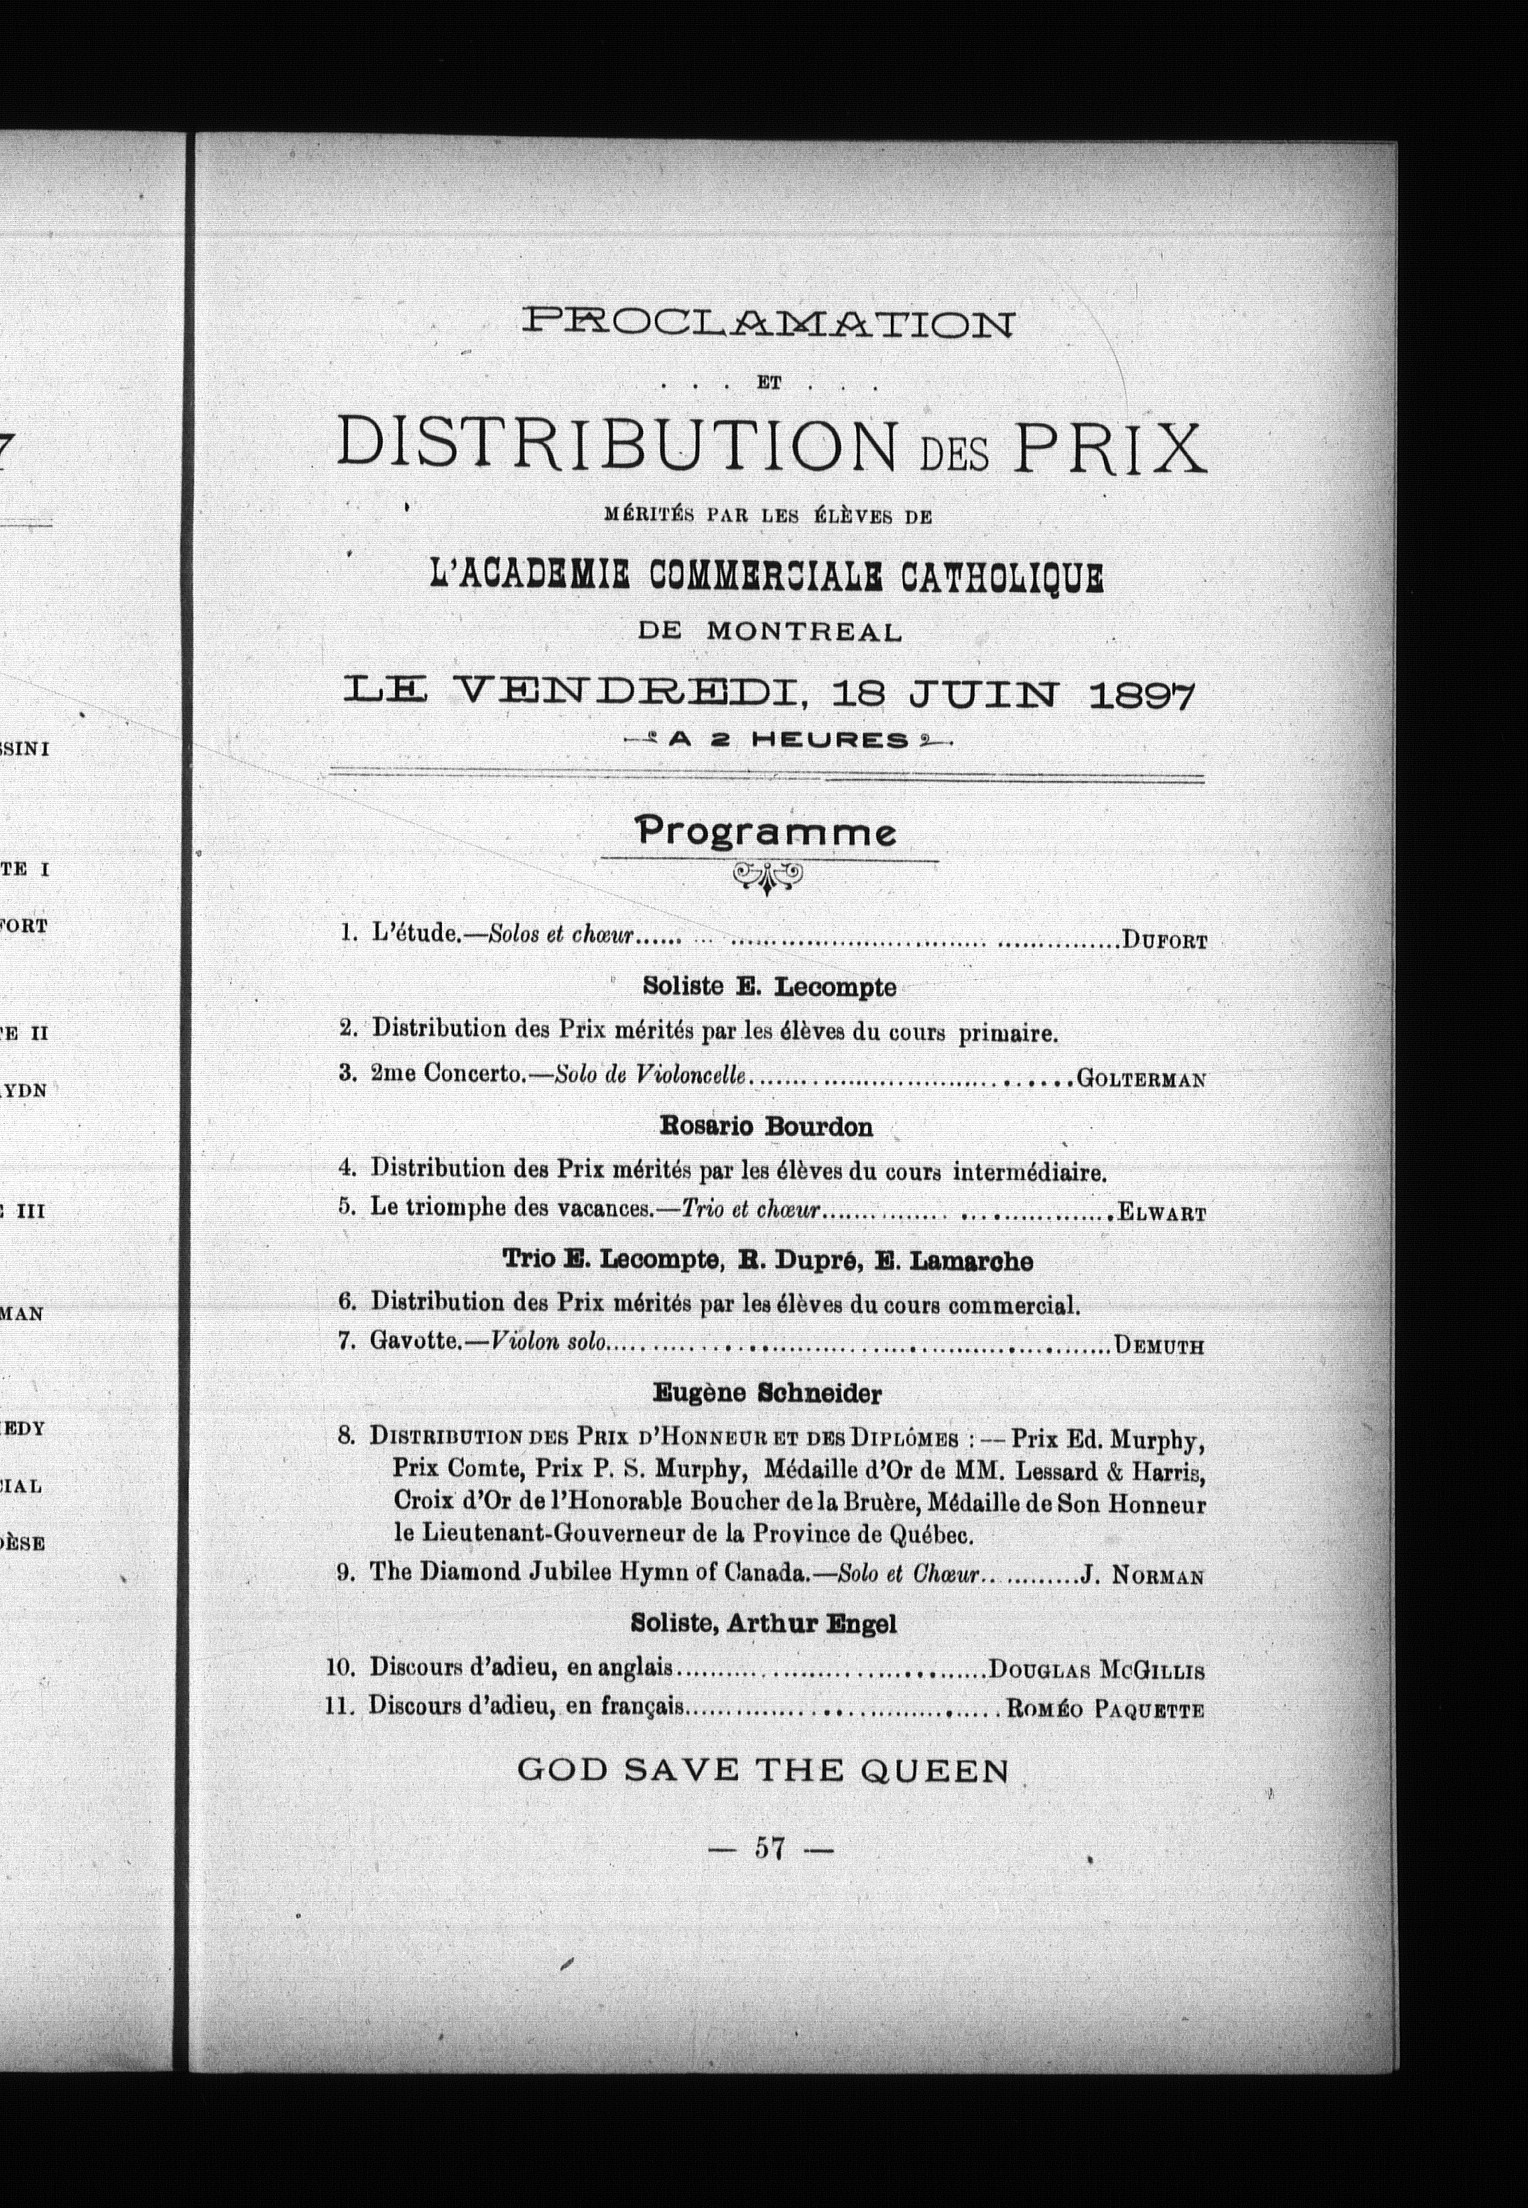 PROCLAMATION
. . . ET . . .
DISTRIBUTION DES PRIX
MÉRITÉS PAR LES ÉLÈVES DE
L'ACADEMIE COMMERCIALE CATHOLIQUE
DE MONTREAL
LE VENDREDI, 18 JUIN 1897
A 2 HEURES
Programme
1. L'étude.—Solos et chœur.......DUFORT
Soliste E. Lecompte
2. Distribution des Prix mérités par les élèves du cours primaire.
3. 2me Concerto.—Solo de Violoncelle.......GOLTERMAN
Rosario Bourdon
4. Distribution des Prix mérités par les élèves du cours intermédiaire.
5. Le triomphe des vacances.—Trio et chœur.......ELWART
Trio E. Lecompte, R. Dupré, E. Lamarche
6. Distribution des Prix mérités par les élèves du cours commercial.
7. Gavotte.—Violon solo.......DEMUTH
Eugène Schneider
8. DISTRIBUTION DES PRIX D'HONNEUR ET DES DIPLÔMES : — Prix Ed. Murphy,
Prix Comte, Prix P. S. Murphy, Médaille d'Or de MM. Lessard & Harris,
Croix d'Or de l'Honorable Boucher de la Bruère, Médaille de Son Honneur
le Lieutenant-Gouverneur de la Province de Québec.
9. The Diamond Jubilee Hymn of Canada.—Solo et Chœur.......J. NORMAN
Soliste, Arthur Engel
10. Discours d'adieu, en anglais.......DOUGLAS MCGILLIS
11. Discours d'adieu, en français.......ROMÉO PAQUETTE
GOD SAVE THE QUEEN
— 57 —